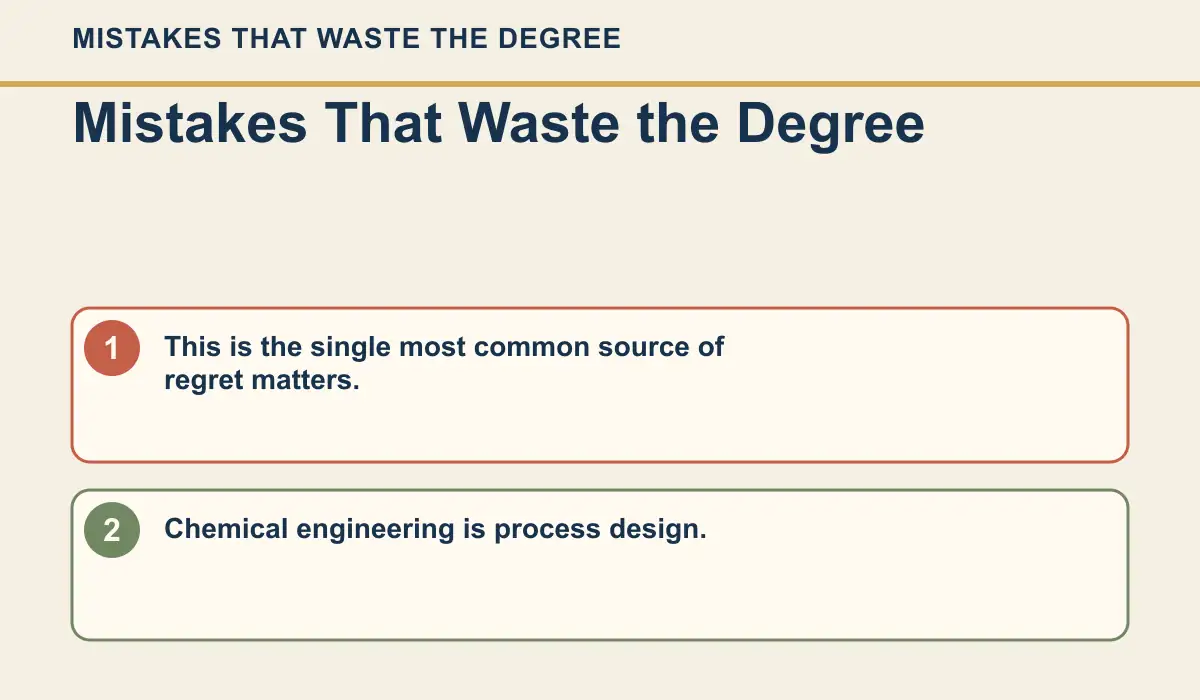 MISTAKES THAT WASTE THE DEGREE
Mistakes That Waste the Degree
1
This is the single most common source of
regret matters.
2
Chemical engineering is process design.